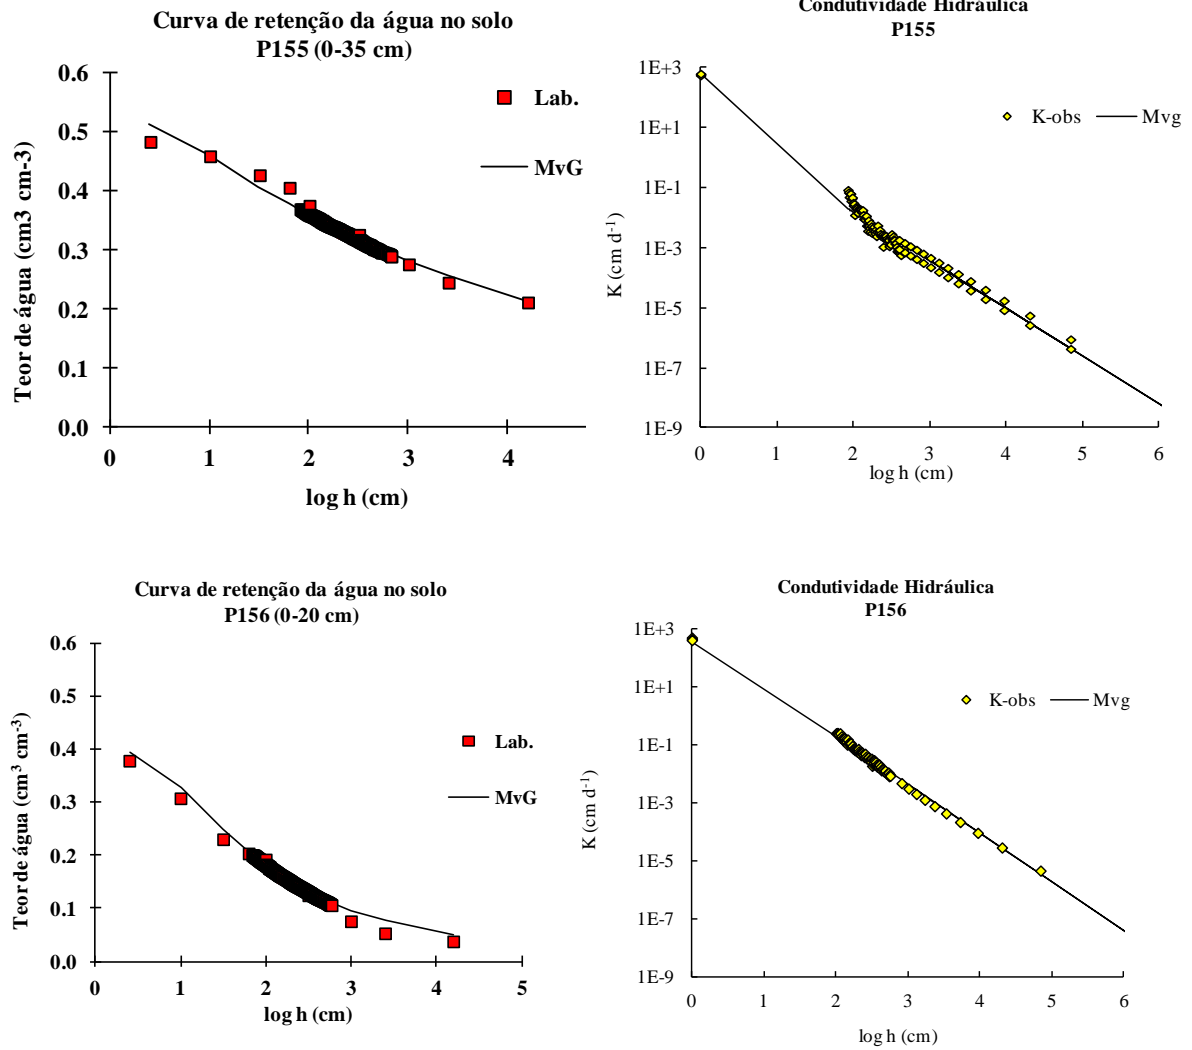 Curva de retenção da água no solo
P155 (0-35 cm)
0.6
0.5
0.4
0.3
0.2
0.1
0.0
Teor de água (cm3 cm-3)
Lab.
MvG
0 1 2 3 4
log h (cm)
Condutividade Hidráulica
P155
1E+3
1E+1
1E-1
1E-3
1E-5
1E-7
1E-9
K (cm d-1)
K-obs Mvg
0 1 2 3 4 5 6
log h (cm)
Curva de retenção da água no solo
P156 (0-20 cm)
0.6
0.5
0.4
0.3
0.2
0.1
0.0
Teor de água (cm3 cm-3)
Lab.
MvG
0 1 2 3 4 5
log h (cm)
Condutividade Hidráulica
P156
1E+3
1E+1
1E-1
1E-3
1E-5
1E-7
1E-9
K (cm d-1)
K-obs Mvg
0 1 2 3 4 5 6
log h (cm)